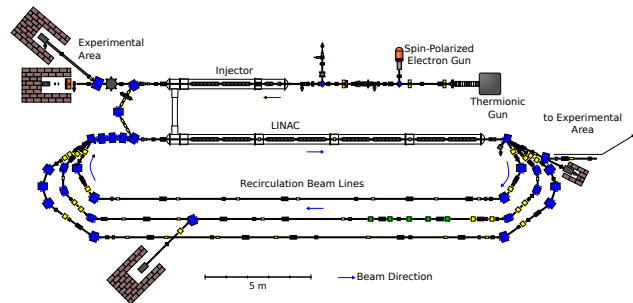 Experimental
Area
Injector
Spin-Polarized
Electron Gun
Thermionic
Gun
to Experimental
Area
LINAC
Recirculation Beam Lines
5 m
Beam Direction